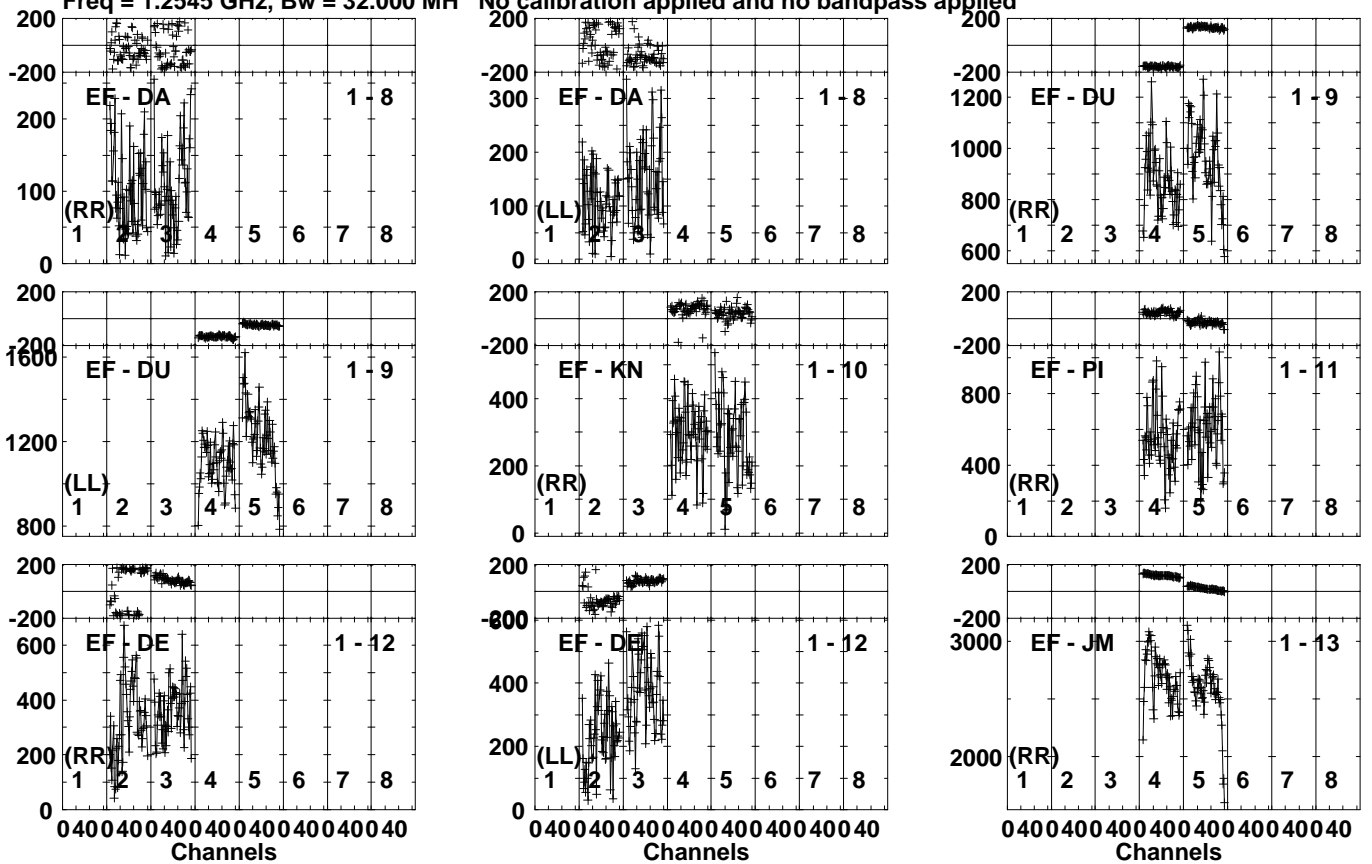 Freq = 1.2545 GHz, Bw = 32.000 MH No calibration applied and no bandpass applied
200
-200
EF - DA 1 - 8
200
100
0
(RR)
1 2 3 4 5 6 7 8
200
-200
EF - DA 1 - 8
300
200
100
0
(LL)
1 2 3 4 5 6 7 8
200
-200
EF - DU 1 - 9
1200
1000
800
600
(RR)
1 2 3 4 5 6 7 8
200
-200
EF - DU 1 - 9
1600
1200
800
(LL)
1 2 3 4 5 6 7 8
200
-200
EF - KN 1 - 10
400
200
0
(RR)
1 2 3 4 5 6 7 8
200
-200
EF - PI 1 - 11
800
400
0
(RR)
1 2 3 4 5 6 7 8
200
-200
EF - DE 1 - 12
600
400
200
0
(RR)
1 2 3 4 5 6 7 8
0 40 0 40 0 40 0 40 0 40 0 40 0 40 0 40
Channels
200
-200
EF - DE 1 - 12
600
400
200
0
(LL)
1 2 3 4 5 6 7 8
0 40 0 40 0 40 0 40 0 40 0 40 0 40 0 40
Channels
200
-200
EF - JM 1 - 13
3000
2000
(RR)
1 2 3 4 5 6 7 8
0 40 0 40 0 40 0 40 0 40 0 40 0 40 0 40
Channels